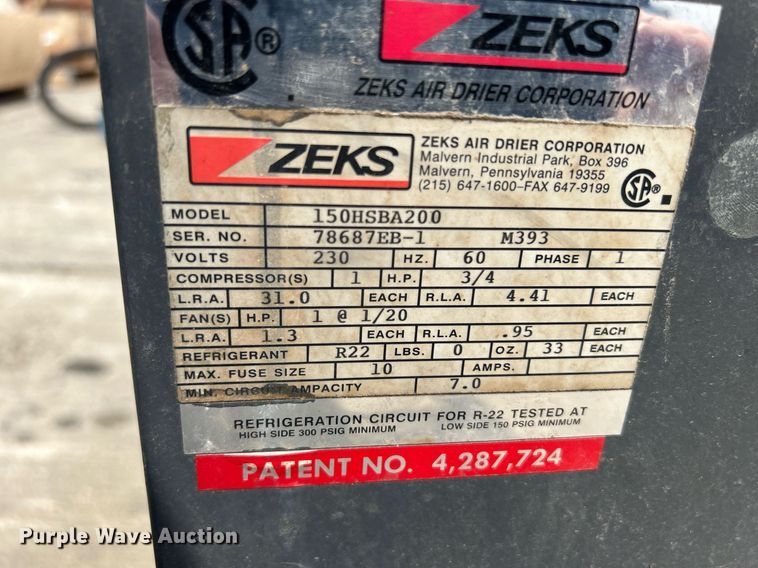 CSA ®
ZEKS
ZEKS AIR DRIER CORPORATION
ZEKS
ZEKS AIR DRIER CORPORATION
Malvern Industrial Park, Box 396
Malvern, Pennsylvania 19355
(215) 647-1600-FAX 647-9199
CSA
MODEL 150HSBA200
SER. NO. 78687EB-1 M393
VOLTS 230 HZ. 60 PHASE 1
COMPRESSOR(S) 1 H.P. 3/4
L.R.A. 31.0 EACH R.L.A. 4.41 EACH
FAN(S) H.P. 1 @ 1/20
L.R.A. 1.3 EACH R.L.A. .95 EACH
REFRIGERANT R22 LBS. 0 OZ. 33 EACH
MAX. FUSE SIZE 10 AMPS.
MIN. CIRCUIT AMPACITY 7.0
REFRIGERATION CIRCUIT FOR R-22 TESTED AT
HIGH SIDE 300 PSIG MINIMUM LOW SIDE 150 PSIG MINIMUM
PATENT NO. 4,287,724
Purple Wave Auction